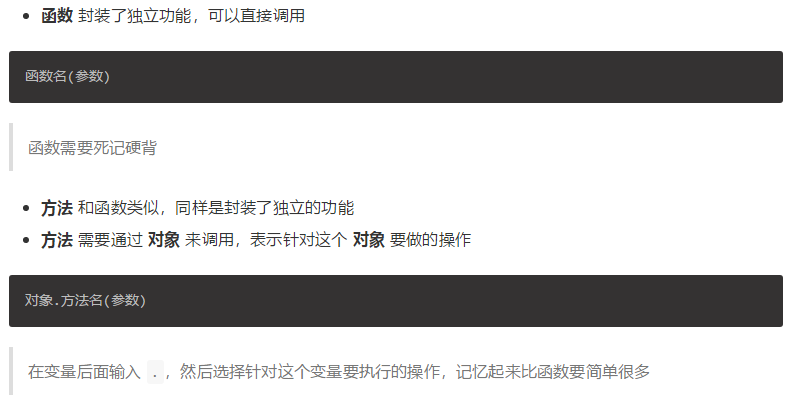 函数 封装了独立功能，可以直接调用
函数名(参数)
函数需要死记硬背
方法 和函数类似，同样是封装了独立的功能
方法 需要通过 对象 来调用，表示针对这个 对象 要做的操作
对象.方法名(参数)
在变量后面输入 . ，然后选择针对这个变量要执行的操作，记忆起来比函数要简单很多